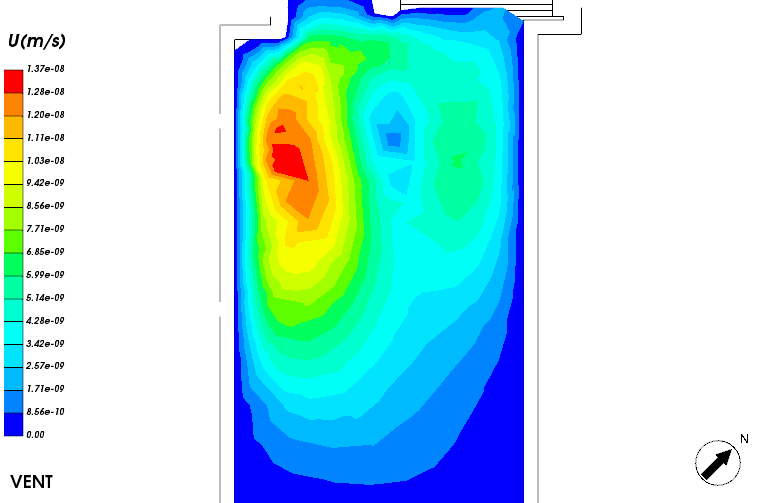 U(m/s)
1.37e-08
1.28e-08
1.20e-08
1.11e-08
1.03e-08
9.42e-09
8.56e-09
7.71e-09
6.85e-09
5.99e-09
5.14e-09
4.28e-09
3.42e-09
2.57e-09
1.71e-09
8.56e-10
0.00
N
VENT